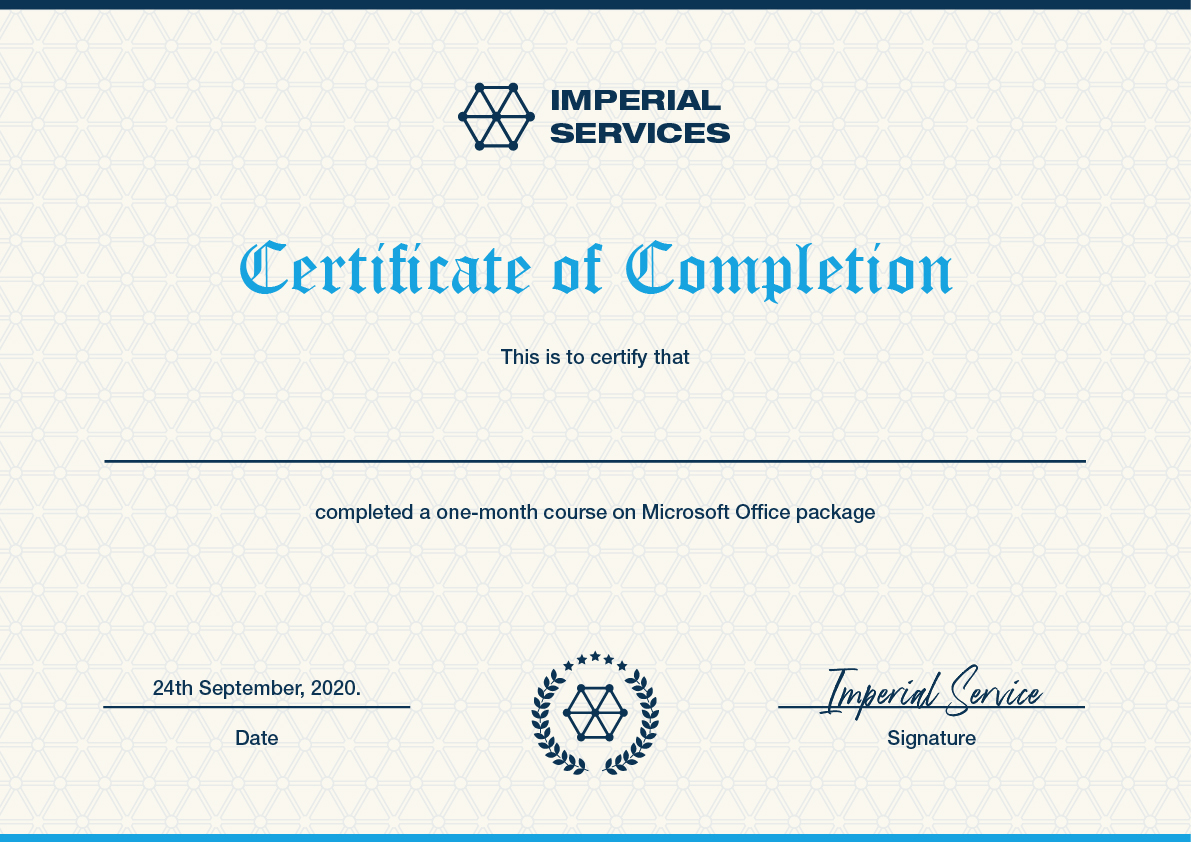 IMPERIAL
SERVICES
Certificate of Completion
This is to certify that
completed a one-month course on Microsoft Office package
24th September, 2020.
Imperial Service
Date
Signature